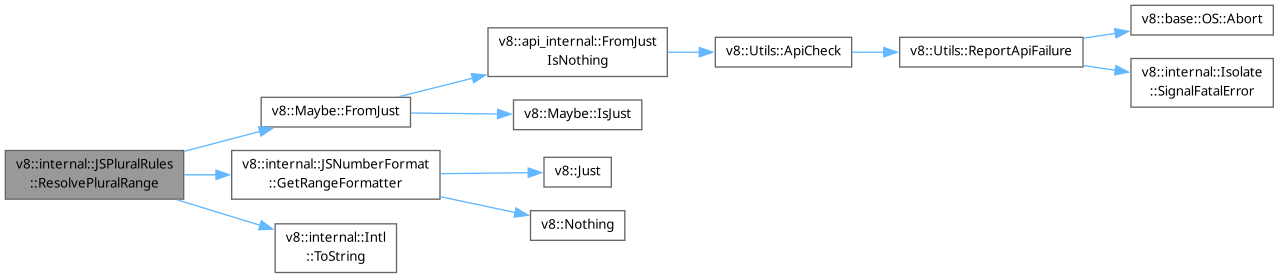 v8::internal::JSPluralRules
::ResolvePluralRange
v8::Maybe::FromJust
v8::api_internal::FromJust
IsNothing
v8::Utils::ApiCheck
v8::Utils::ReportApiFailure
v8::base::OS::Abort
v8::internal::Isolate
::SignalFatalError
v8::Maybe::IsJust
v8::internal::JSNumberFormat
::GetRangeFormatter
v8::Just
v8::Nothing
v8::internal::Intl
::ToString